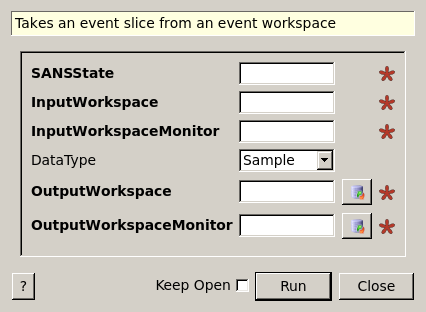 Takes an event slice from an event workspace
SANSState
InputWorkspace
InputWorkspaceMonitor
DataType Sample
OutputWorkspace
OutputWorkspaceMonitor
? Keep Open Run Close